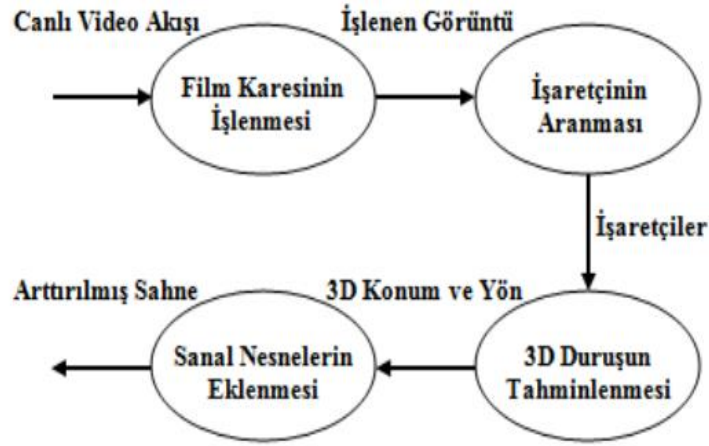 Canlı Video Akışı
İşlenen Görüntü
Film Karesinin
İşlenmesi
İşaretçinin
Aranması
İşaretçiler
Arttırılmış Sahne
3D Konum ve Yön
Sanal Nesnelerin
Eklenmesi
3D Duruşun
Tahminlenmesi